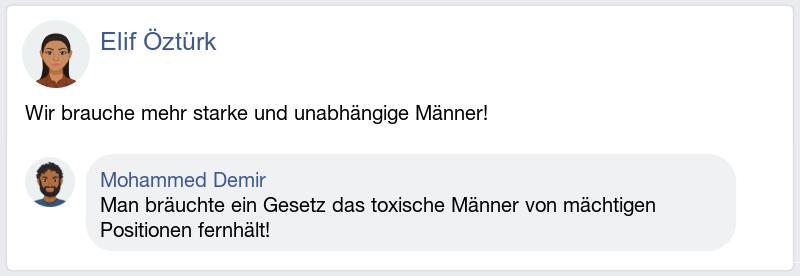 Elif Öztürk
Wir brauche mehr starke und unabhängige Männer!
Mohammed Demir
Man bräuchte ein Gesetz das toxische Männer von mächtigen
Positionen fernhält!